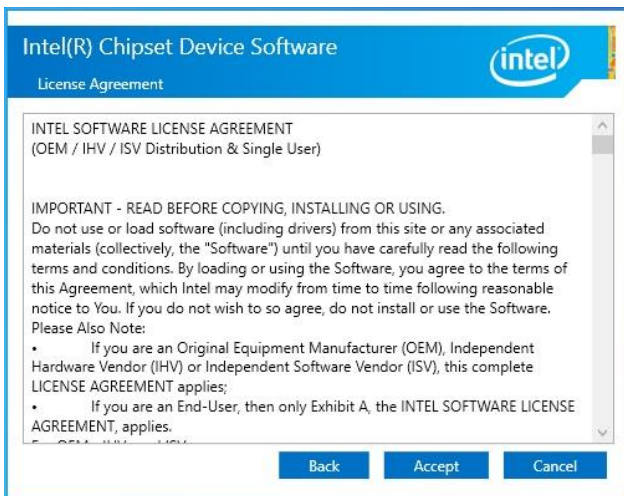 Intel(R) Chipset Device Software
intel
License Agreement
INTEL SOFTWARE LICENSE AGREEMENT
(OEM / IHV / ISV Distribution & Single User)
IMPORTANT - READ BEFORE COPYING, INSTALLING OR USING.
Do not use or load software (including drivers) from this site or any associated
materials (collectively, the "Software") until you have carefully read the following
terms and conditions. By loading or using the Software, you agree to the terms of
this Agreement, which Intel may modify from time to time following reasonable
notice to You. If you do not wish to so agree, do not install or use the Software.
Please Also Note:
• If you are an Original Equipment Manufacturer (OEM), Independent
Hardware Vendor (IHV) or Independent Software Vendor (ISV), this complete
LICENSE AGREEMENT applies;
• If you are an End-User, then only Exhibit A, the INTEL SOFTWARE LICENSE
AGREEMENT, applies.
Back Accept Cancel